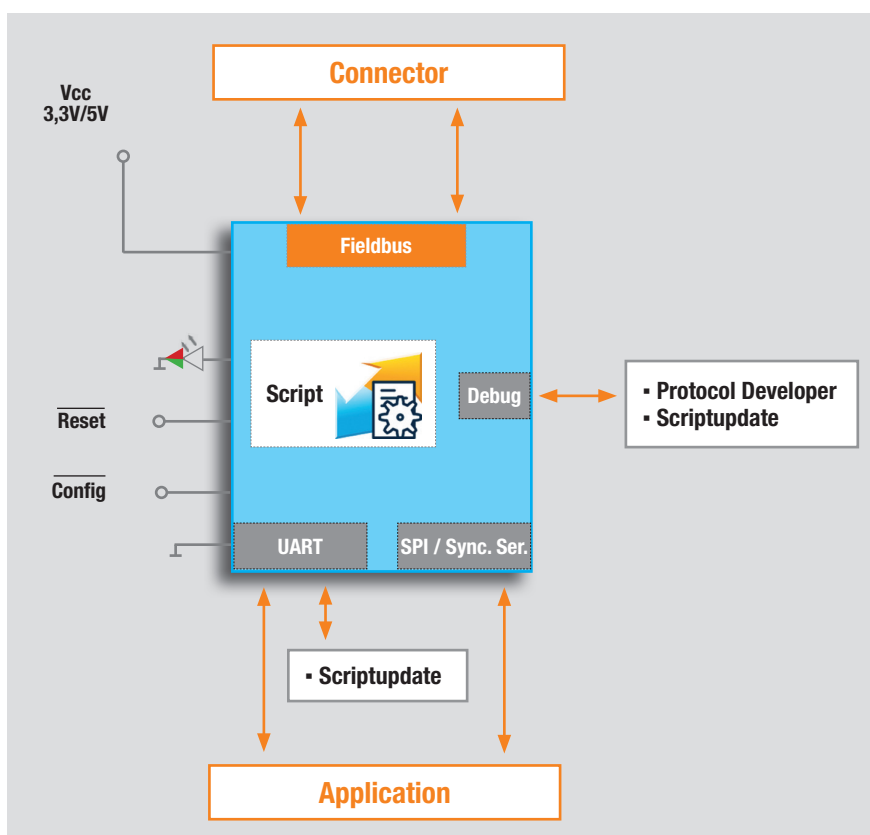 Connector
Vcc
3,3V/5V
Fieldbus
Script
Debug
▪ Protocol Developer
▪ Scriptupdate
Reset
Config
UART
SPI / Sync. Ser.
▪ Scriptupdate
Application